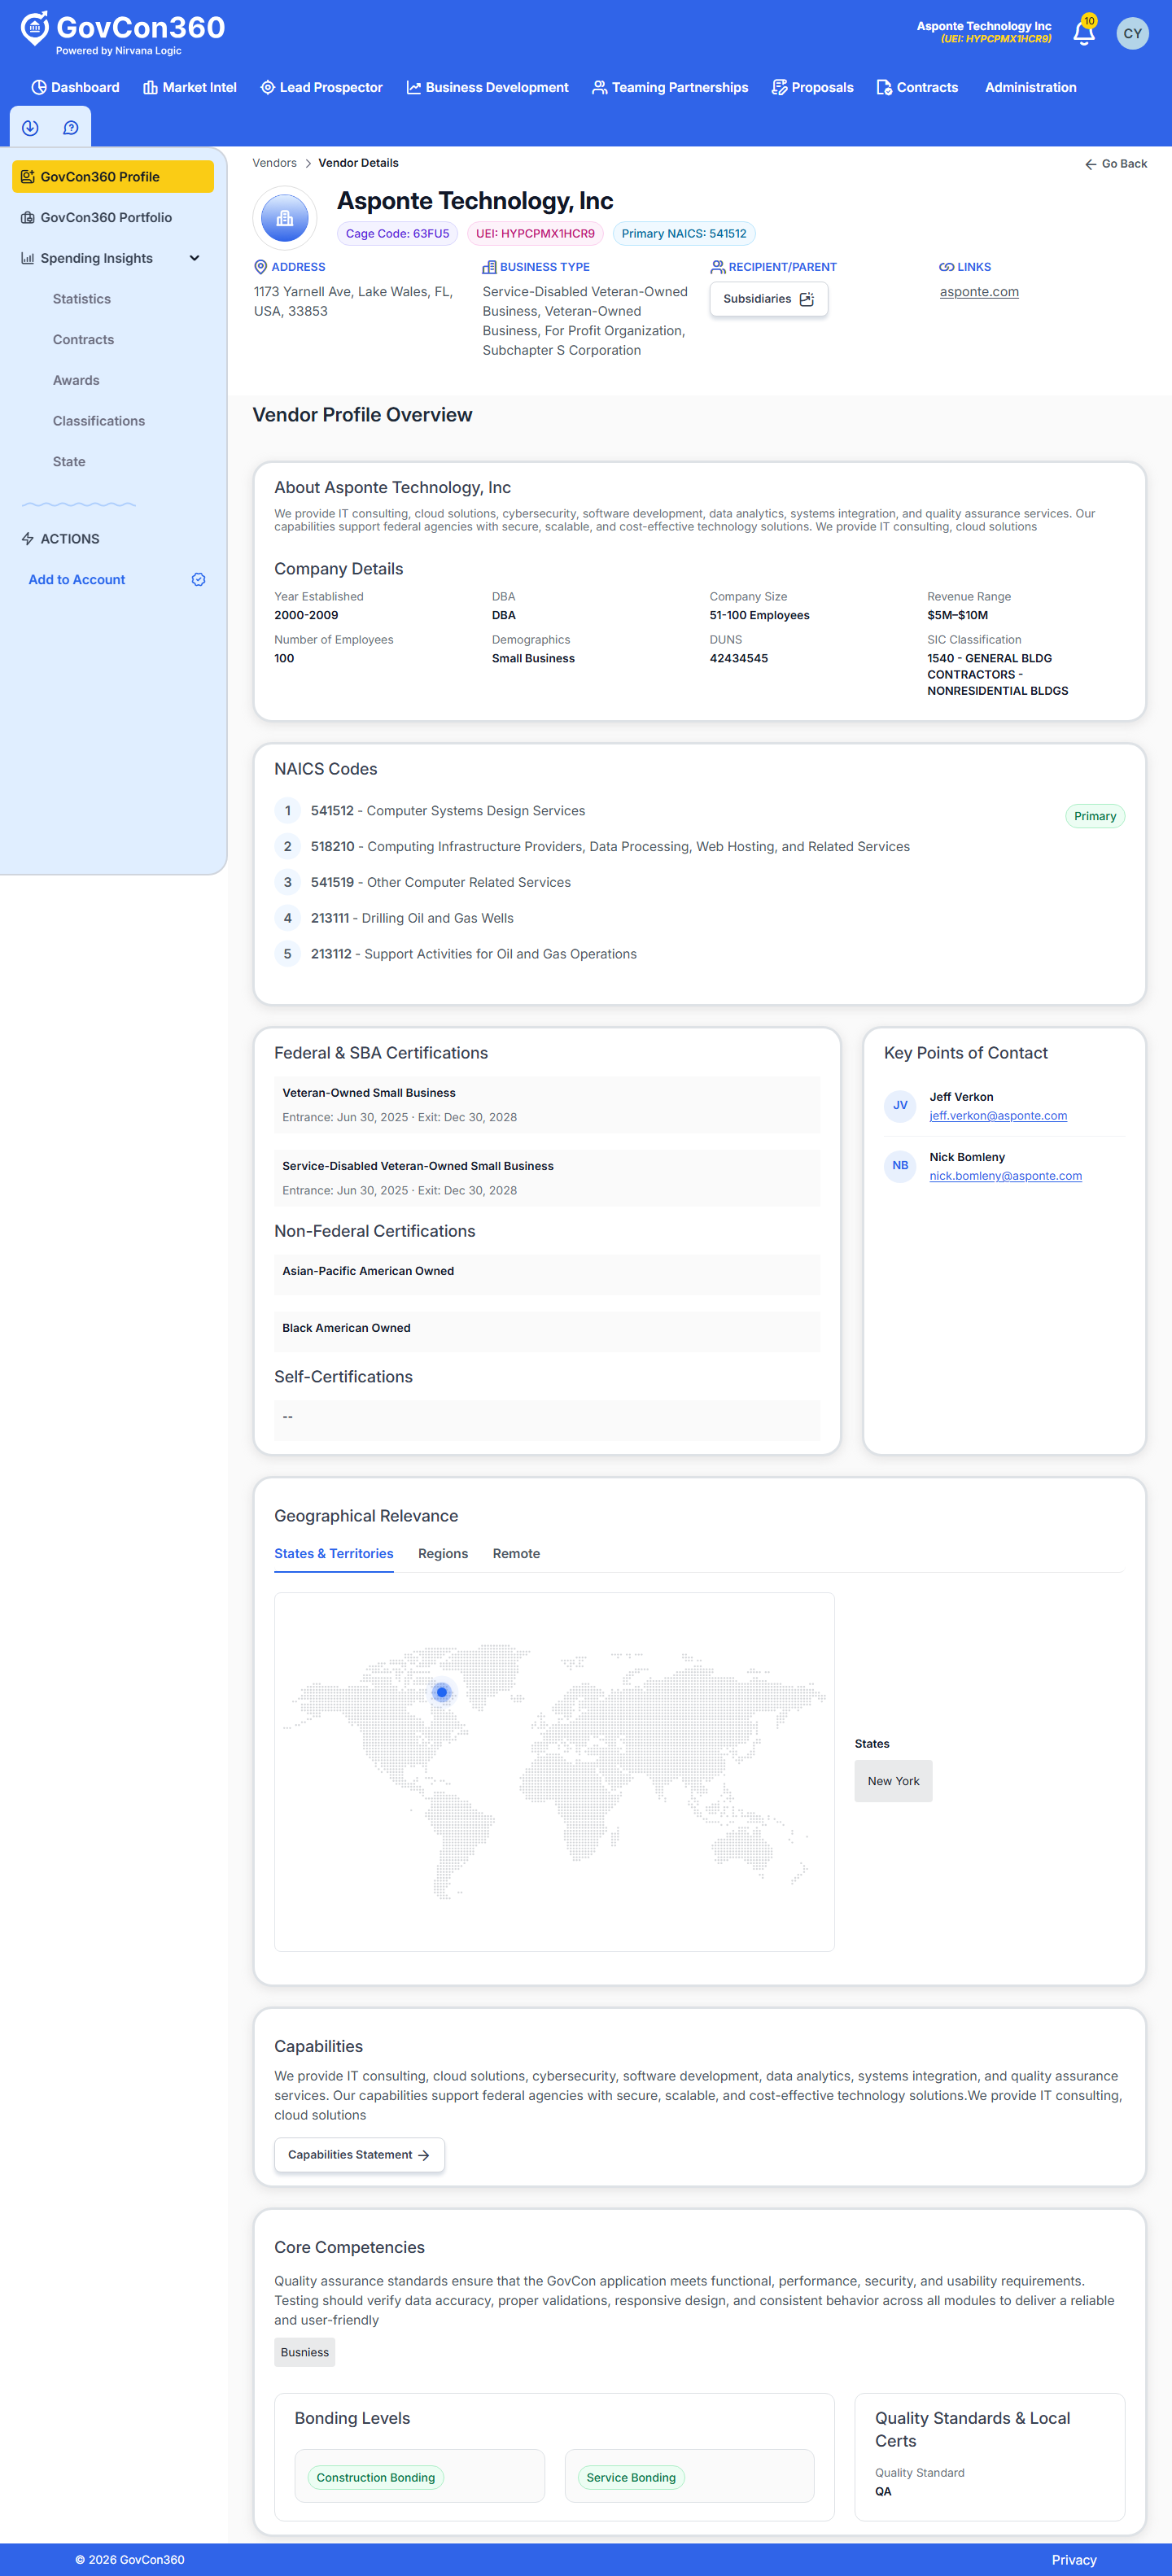 GovCon360
Powered by Nirvana Logic
Asponte Technology Inc
(UEI: HYPCPMX1HCR9)
10
CY
Dashboard
Market Intel
Lead Prospector
Business Development
Teaming Partnerships
Proposals
Contracts
Administration
GovCon360 Profile
GovCon360 Portfolio
Spending Insights
Statistics
Contracts
Awards
Classifications
State
ACTIONS
Add to Account
Vendors > Vendor Details
Go Back
Asponte Technology, Inc
Cage Code: 63FU5
UEI: HYPCPMX1HCR9
Primary NAICS: 541512
ADDRESS
1173 Yarnell Ave, Lake Wales, FL,
USA, 33853
BUSINESS TYPE
Service-Disabled Veteran-Owned
Business, Veteran-Owned
Business, For Profit Organization,
Subchapter S Corporation
RECIPIENT/PARENT
Subsidiaries
LINKS
asponte.com
Vendor Profile Overview
About Asponte Technology, Inc
We provide IT consulting, cloud solutions, cybersecurity, software development, data analytics, systems integration, and quality assurance services. Our
capabilities support federal agencies with secure, scalable, and cost-effective technology solutions. We provide IT consulting, cloud solutions
Company Details
Year Established
2000-2009
DBA
DBA
Company Size
51-100 Employees
Revenue Range
$5M–$10M
Number of Employees
100
Demographics
Small Business
DUNS
42434545
SIC Classification
1540 - GENERAL BLDG
CONTRACTORS -
NONRESIDENTIAL BLDGS
NAICS Codes
1 541512 - Computer Systems Design Services
Primary
2 518210 - Computing Infrastructure Providers, Data Processing, Web Hosting, and Related Services
3 541519 - Other Computer Related Services
4 213111 - Drilling Oil and Gas Wells
5 213112 - Support Activities for Oil and Gas Operations
Federal & SBA Certifications
Veteran-Owned Small Business
Entrance: Jun 30, 2025 · Exit: Dec 30, 2028
Service-Disabled Veteran-Owned Small Business
Entrance: Jun 30, 2025 · Exit: Dec 30, 2028
Non-Federal Certifications
Asian-Pacific American Owned
Black American Owned
Self-Certifications
--
Key Points of Contact
JV
Jeff Verkon
jeff.verkon@asponte.com
NB
Nick Bomleny
nick.bomleny@asponte.com
Geographical Relevance
States & Territories
Regions
Remote
States
New York
Capabilities
We provide IT consulting, cloud solutions, cybersecurity, software development, data analytics, systems integration, and quality assurance
services. Our capabilities support federal agencies with secure, scalable, and cost-effective technology solutions.We provide IT consulting,
cloud solutions
Capabilities Statement
Core Competencies
Quality assurance standards ensure that the GovCon application meets functional, performance, security, and usability requirements.
Testing should verify data accuracy, proper validations, responsive design, and consistent behavior across all modules to deliver a reliable
and user-friendly
Busniess
Bonding Levels
Construction Bonding
Service Bonding
Quality Standards & Local
Certs
Quality Standard
QA
© 2026 GovCon360
Privacy